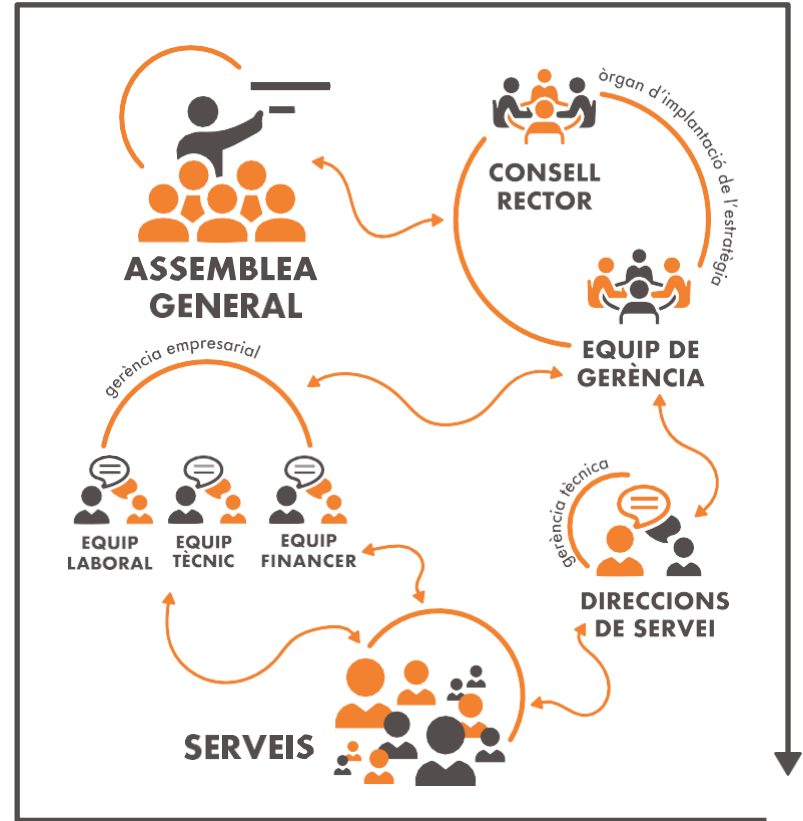 ASSEMBLEA
GENERAL
CONSELL
RECTOR
òrgan d'implantació de l'estratègia
EQUIP DE
GERÈNCIA
gerència empresarial
EQUIP
LABORAL
EQUIP
TÈCNIC
EQUIP
FINANCER
gerència tècnica
DIRECCIONS
DE SERVEI
SERVEIS